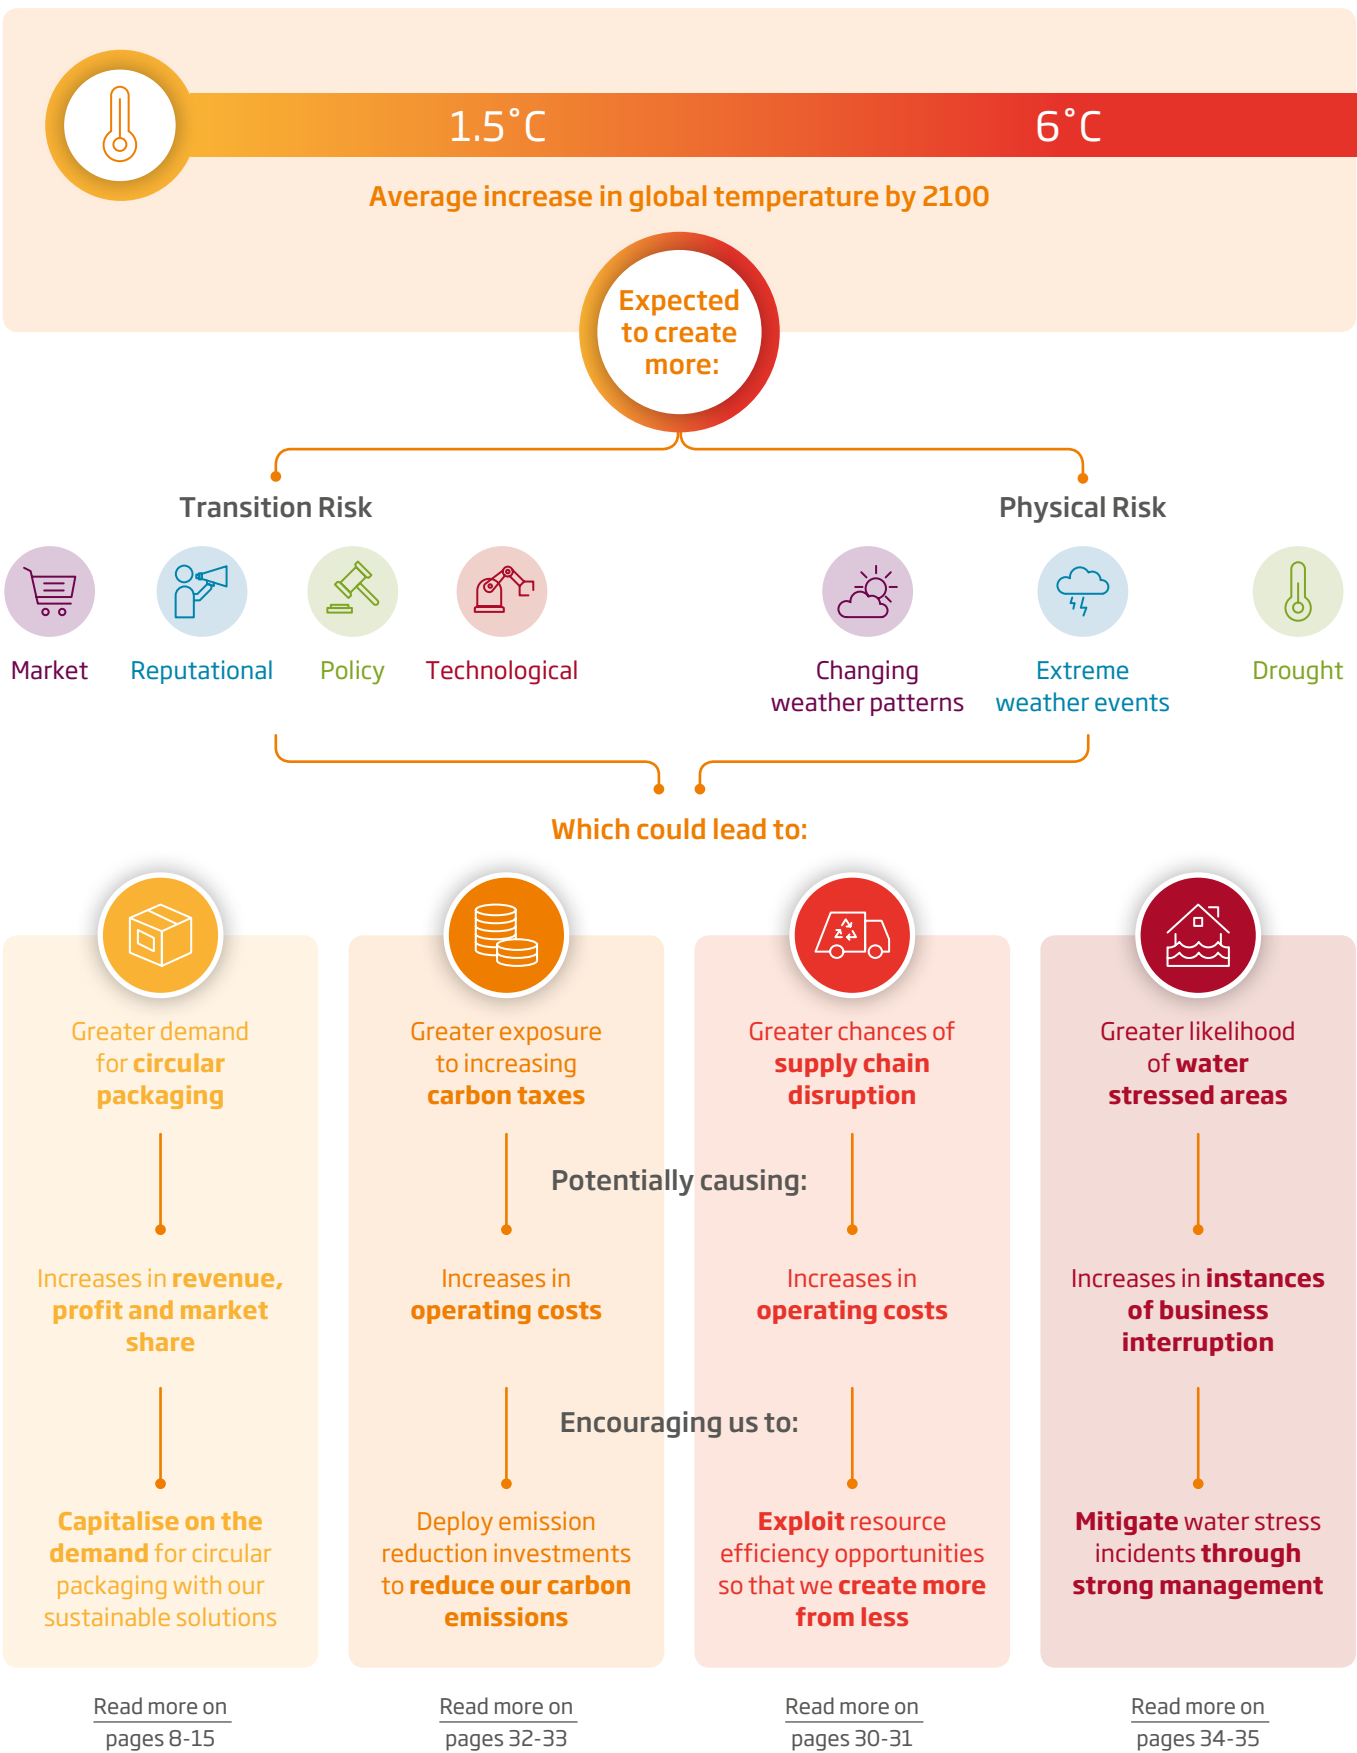 1.5°C
6°C
Average increase in global temperature by 2100
Expected
to create
more:
Transition Risk
Physical Risk
Market
Reputational
Policy
Technological
Changing
weather patterns
Extreme
weather events
Drought
Which could lead to:
Greater demand
for circular
packaging
Greater exposure
to increasing
carbon taxes
Greater chances of
supply chain
disruption
Greater likelihood
of water
stressed areas
Potentially causing:
Increases in revenue,
profit and market
share
Increases in
operating costs
Increases in
operating costs
Increases in instances
of business
interruption
Encouraging us to:
Capitalise on the
demand for circular
packaging with our
sustainable solutions
Deploy emission
reduction investments
to reduce our carbon
emissions
Exploit resource
efficiency opportunities
so that we create more
from less
Mitigate water stress
incidents through
strong management
Read more on
pages 8-15
Read more on
pages 32-33
Read more on
pages 30-31
Read more on
pages 34-35